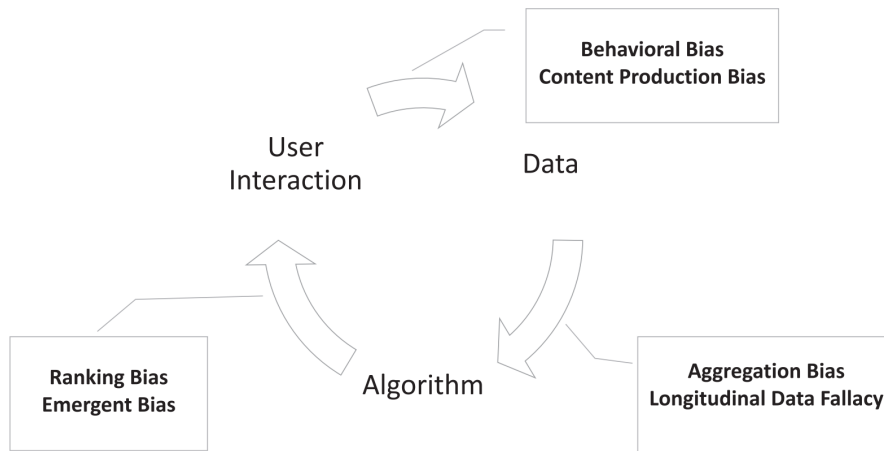 Behavioral Bias
Content Production Bias
User
Interaction
Data
Ranking Bias
Emergent Bias
Algorithm
Aggregation Bias
Longitudinal Data Fallacy